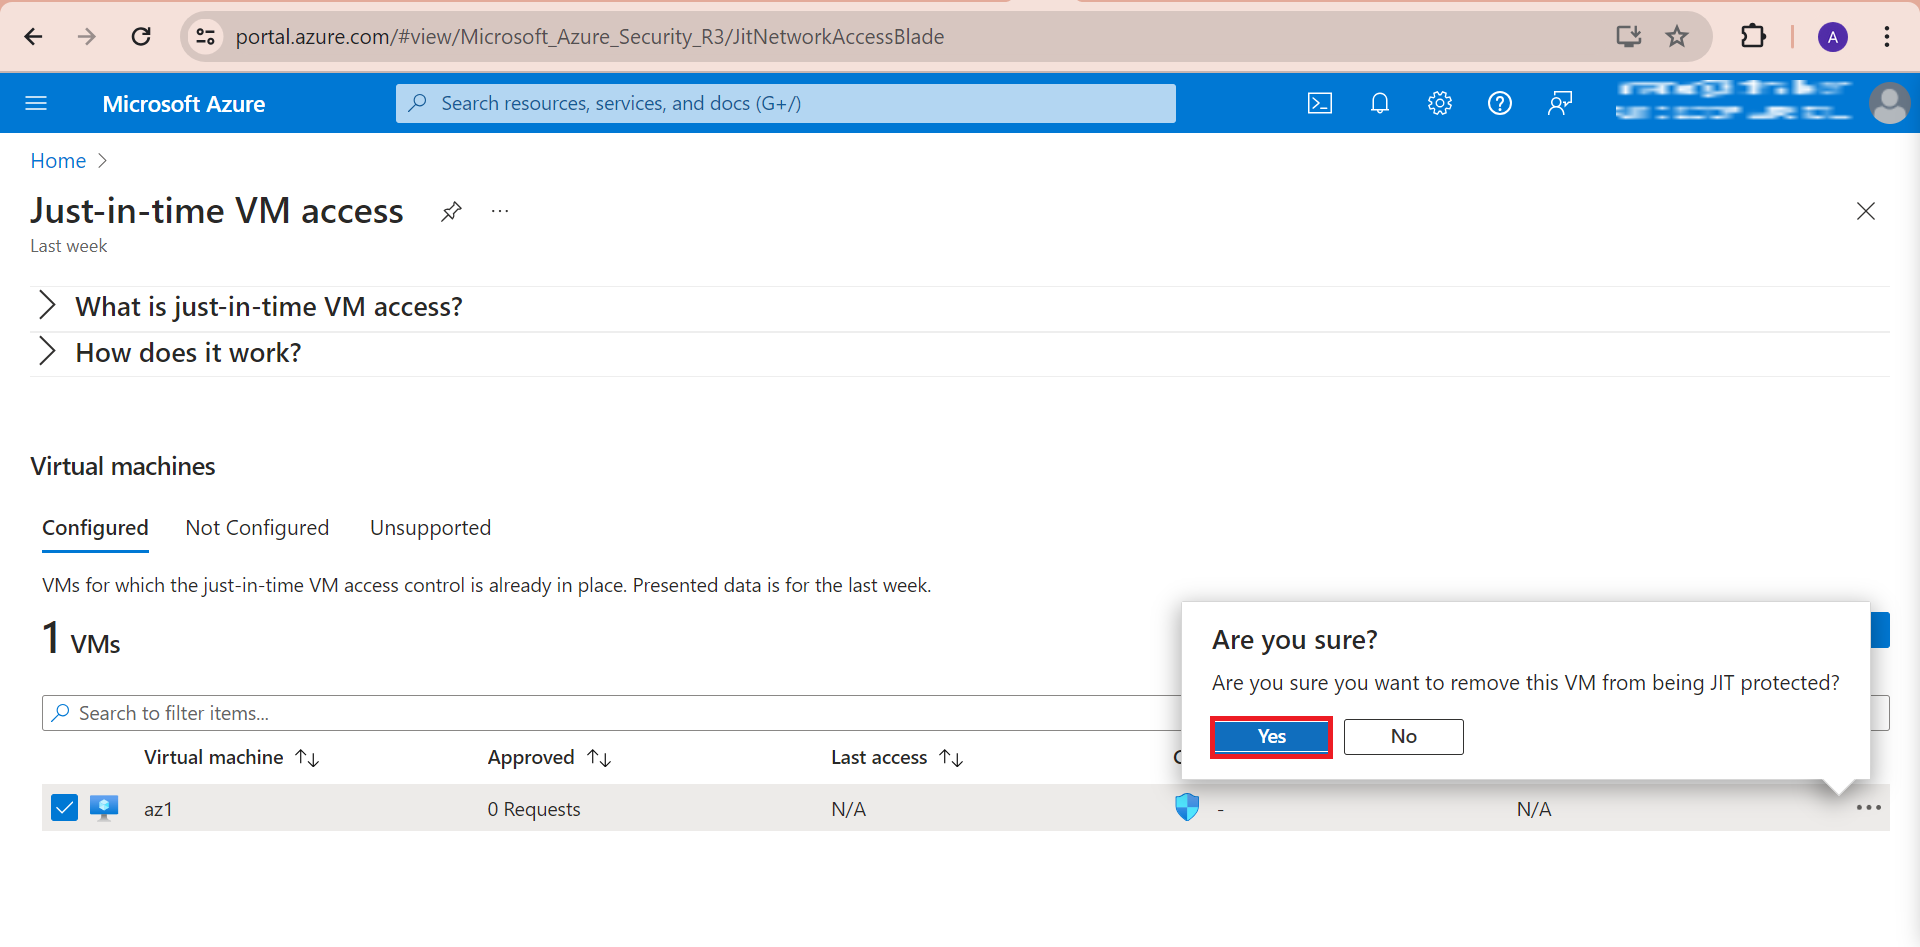 portal.azure.com/#view/Microsoft_Azure_Security_R3/JitNetworkAccessBlade
A
Microsoft Azure
Search resources, services, and docs (G+/)
Home
Just-in-time VM access
Last week
What is just-in-time VM access?
How does it work?
Virtual machines
Configured Not Configured Unsupported
VMs for which the just-in-time VM access control is already in place. Presented data is for the last week.
1 VMs
Are you sure?
Are you sure you want to remove this VM from being JIT protected?
Yes No
Search to filter items...
Virtual machine Approved Last access
az1 0 Requests N/A - N/A